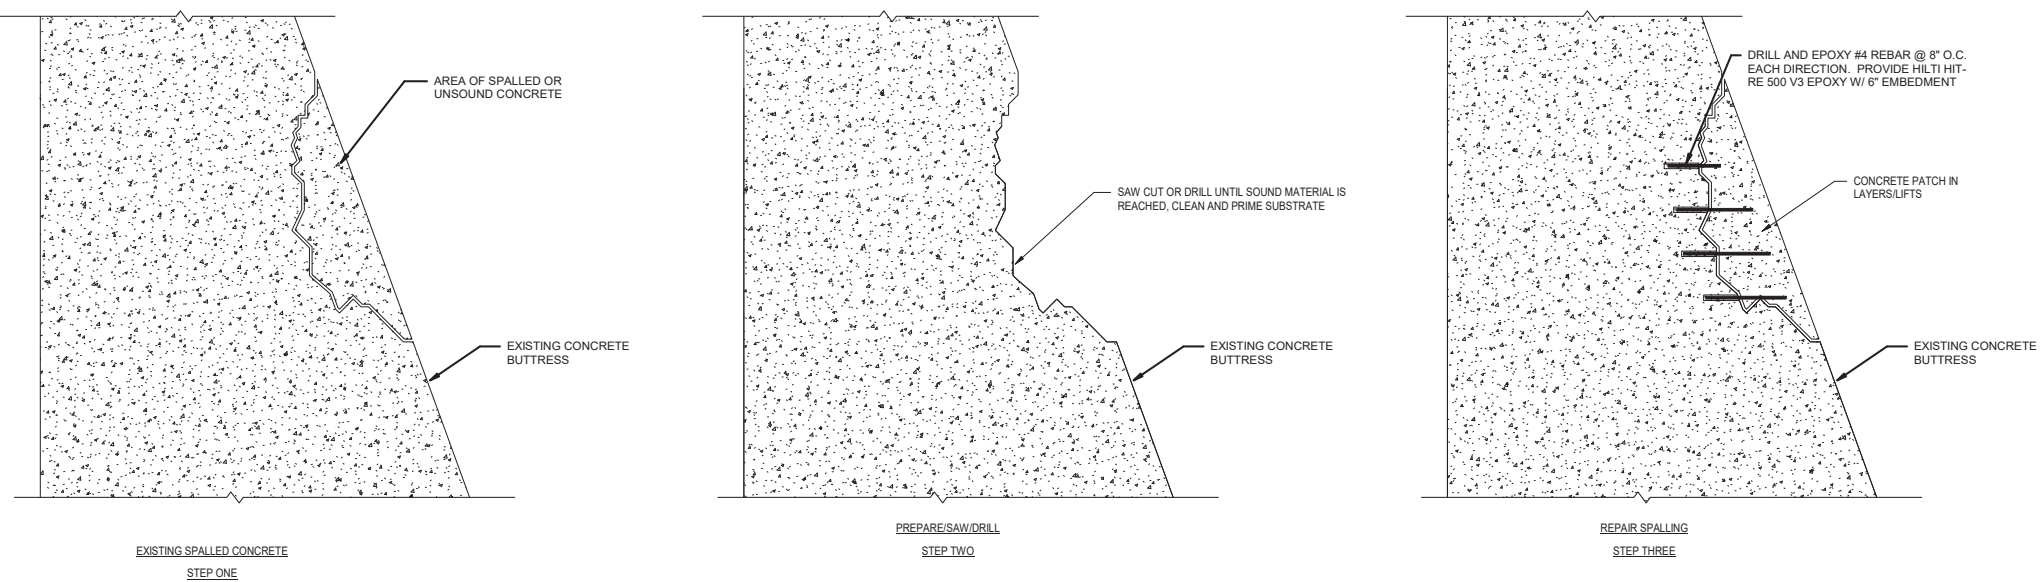 AREA OF SPALLED OR
UNSOUND CONCRETE
EXISTING CONCRETE
BUTTRESS
EXISTING SPALLED CONCRETE
STEP ONE
SAW CUT OR DRILL UNTIL SOUND MATERIAL IS
REACHED, CLEAN AND PRIME SUBSTRATE
EXISTING CONCRETE
BUTTRESS
PREPARE/SAW/DRILL
STEP TWO
DRILL AND EPOXY #4 REBAR @ 8" O.C.
EACH DIRECTION. PROVIDE HILTI HIT-
RE 500 V3 EPOXY W/ 6" EMBEDMENT
CONCRETE PATCH IN
LAYERS/LIFTS
EXISTING CONCRETE
BUTTRESS
REPAIR SPALLING
STEP THREE